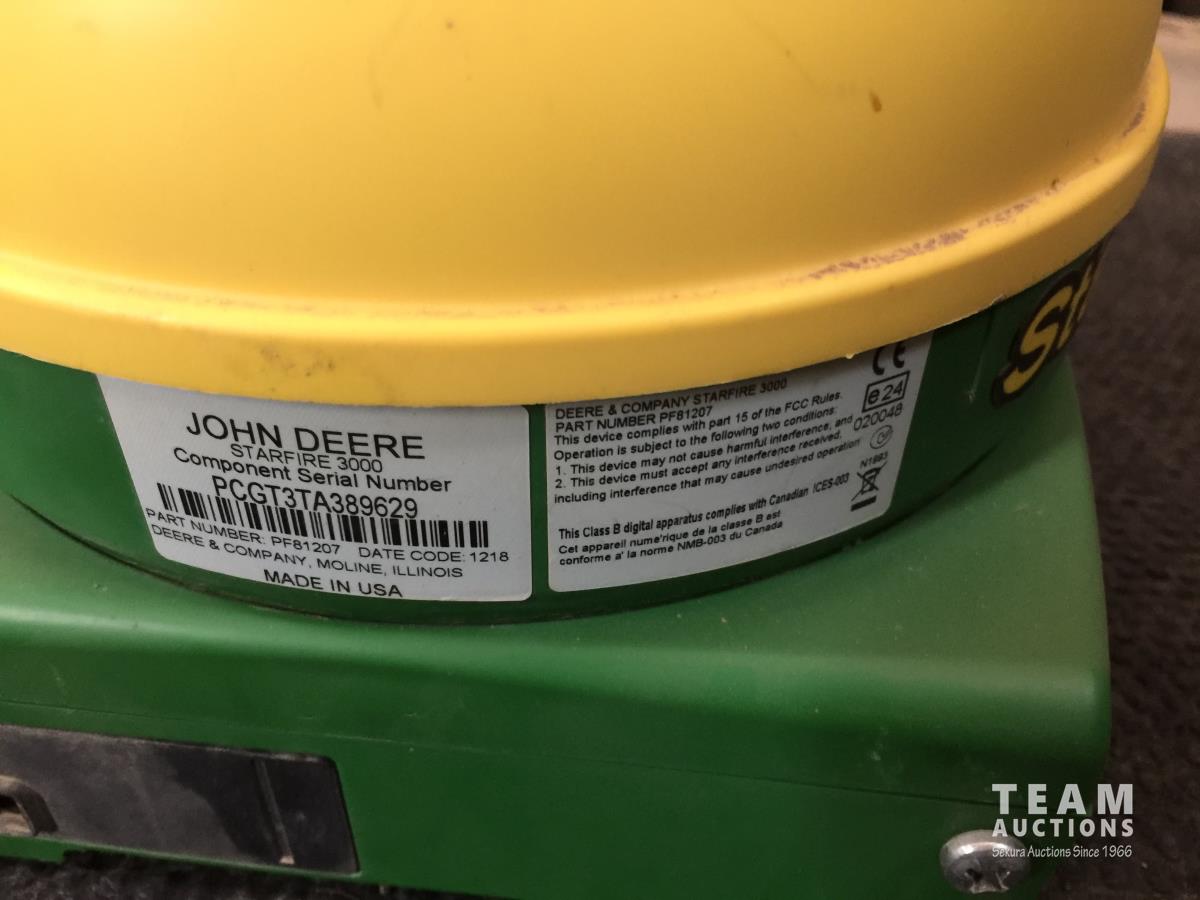 JOHN DEERE
STARFIRE 3000
Component Serial Number
PCGT3TA389629
PART NUMBER: PF81207 DATE CODE: 1218
DEERE & COMPANY, MOLINE, ILLINOIS
MADE IN USA
DEERE & COMPANY STARFIRE 3000
PART NUMBER PF81207
This device complies with part 15 of the FCC Rules.
Operation is subject to the following two conditions:
1. This device may not cause harmful interference, and
2. This device must accept any interference received,
including interference that may cause undesired operation
This Class B digital apparatus complies with Canadian ICES-003
Cet appareil nume'rique de la classe B est
conforme a' la norme NMB-003 du Canada
CE
e24
020048
N1993
St
TEAM
AUCTIONS
Sekura Auctions Since 1966